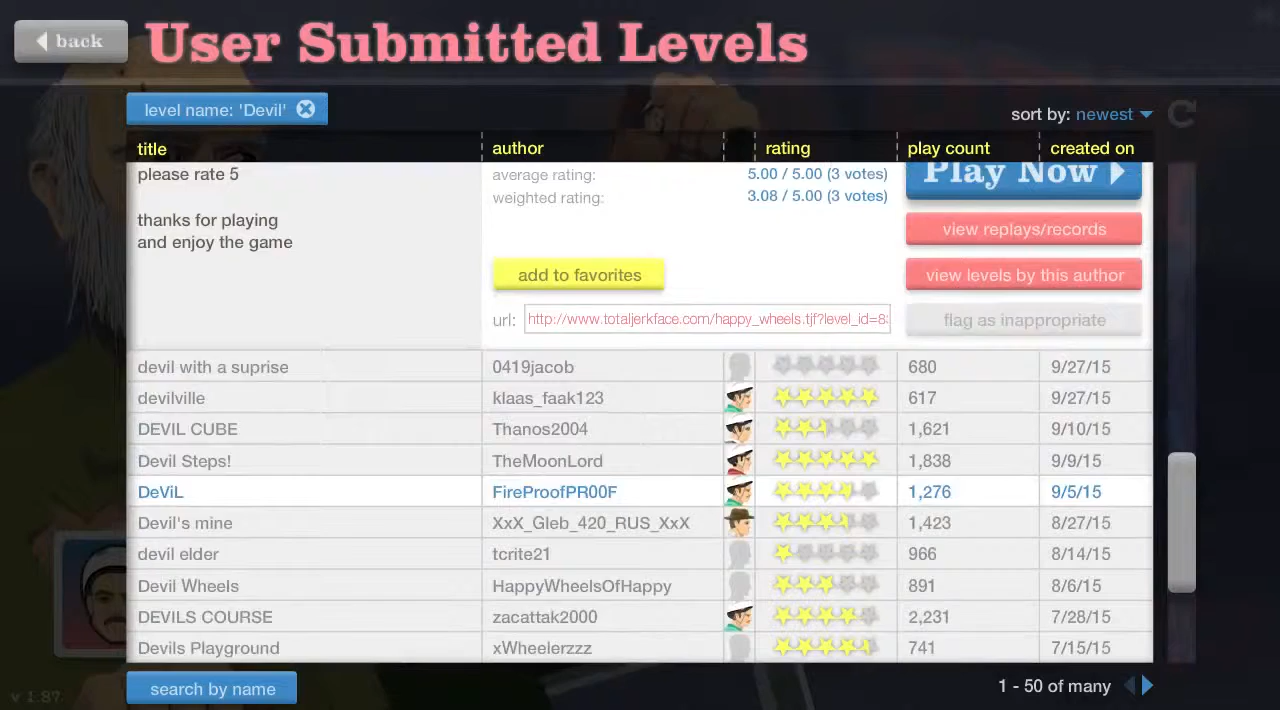 back
User Submitted Levels
level name: 'Devil'
sort by: newest
title author rating play count created on
please rate 5
thanks for playing
and enjoy the game
average rating: 5.00 / 5.00 (3 votes)
weighted rating: 3.08 / 5.00 (3 votes)
add to favorites
url: http://www.totaljerkface.com/happy_wheels.tjf?level_id=8
Play Now
view replays/records
view levels by this author
flag as inappropriate
devil with a suprise 0419jacob 680 9/27/15
devilville klaas_faak123 617 9/27/15
DEVIL CUBE Thanos2004 1,621 9/10/15
Devil Steps! TheMoonLord 1,838 9/9/15
DeViL FireProofPR00F 1,276 9/5/15
Devil's mine XxX_Gleb_420_RUS_XxX 1,423 8/27/15
devil elder tcrite21 966 8/14/15
Devil Wheels HappyWheelsOfHappy 891 8/6/15
DEVILS COURSE zacattak2000 2,231 7/28/15
Devils Playground xWheelerzzz 741 7/15/15
search by name
1 - 50 of many
v 1.87